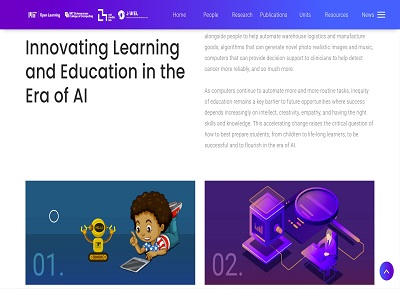 Open Learning
J-WEL
Home
People
Research
Publications
Units
Resources
News
Innovating Learning
and Education in the
Era of AI
alongside people to help automate warehouse logistics and manufacture
goods, algorithms that can generate novel photo realistic images and music,
computers that can provide decision support to clinicians to help detect
cancer more reliably, and so much more.
As computers continue to automate more and more routine tasks, inequity
of education remains a key barrier to future opportunities where success
depends increasingly on intellect, creativity, empathy, and having the right
skills and knowledge. This accelerating change raises the critical question of
how to best prepare students, from children to life-long learners, to be
successful and to flourish in the era of AI.
01.
02.